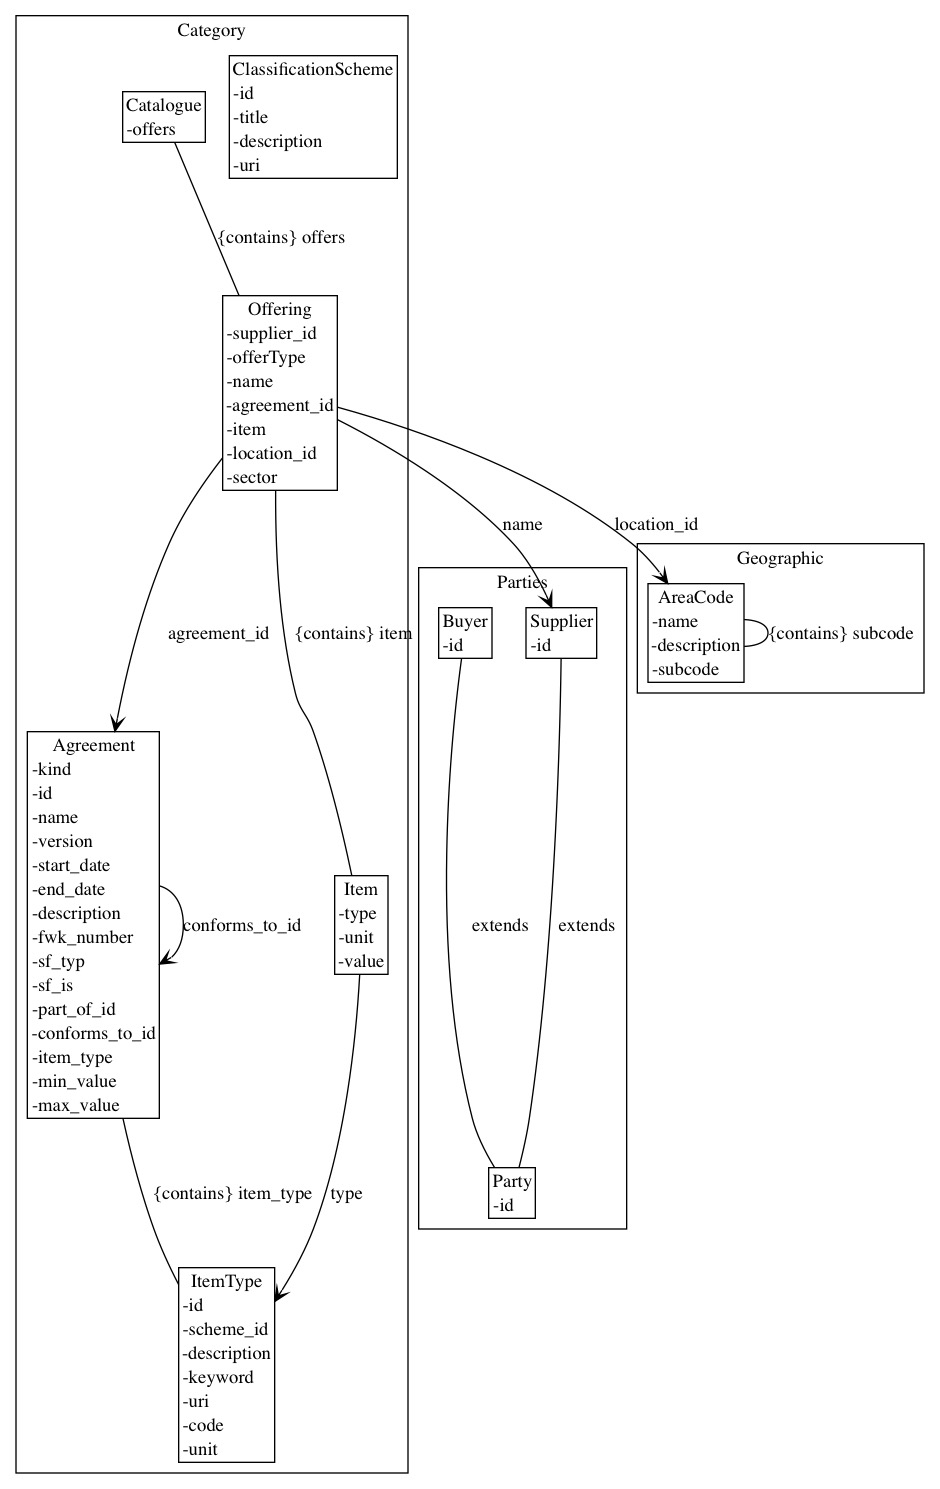 Category
ClassificationScheme
-id
-title
-description
-uri
Catalogue
-offers
{contains} offers
Offering
-supplier_id
-offerType
-name
-agreement_id
-item
-location_id
-sector
name
location_id
Geographic
AreaCode
-name
-description
-subcode
{contains} subcode
Parties
Buyer
-id
Supplier
-id
agreement_id
{contains} item
Agreement
-kind
-id
-name
-version
-start_date
-end_date
-description
-fwk_number
-sf_typ
-sf_is
-part_of_id
-conforms_to_id
-item_type
-min_value
-max_value
conforms_to_id
Item
-type
-unit
-value
extends
extends
Party
-id
{contains} item_type
type
ItemType
-id
-scheme_id
-description
-keyword
-uri
-code
-unit